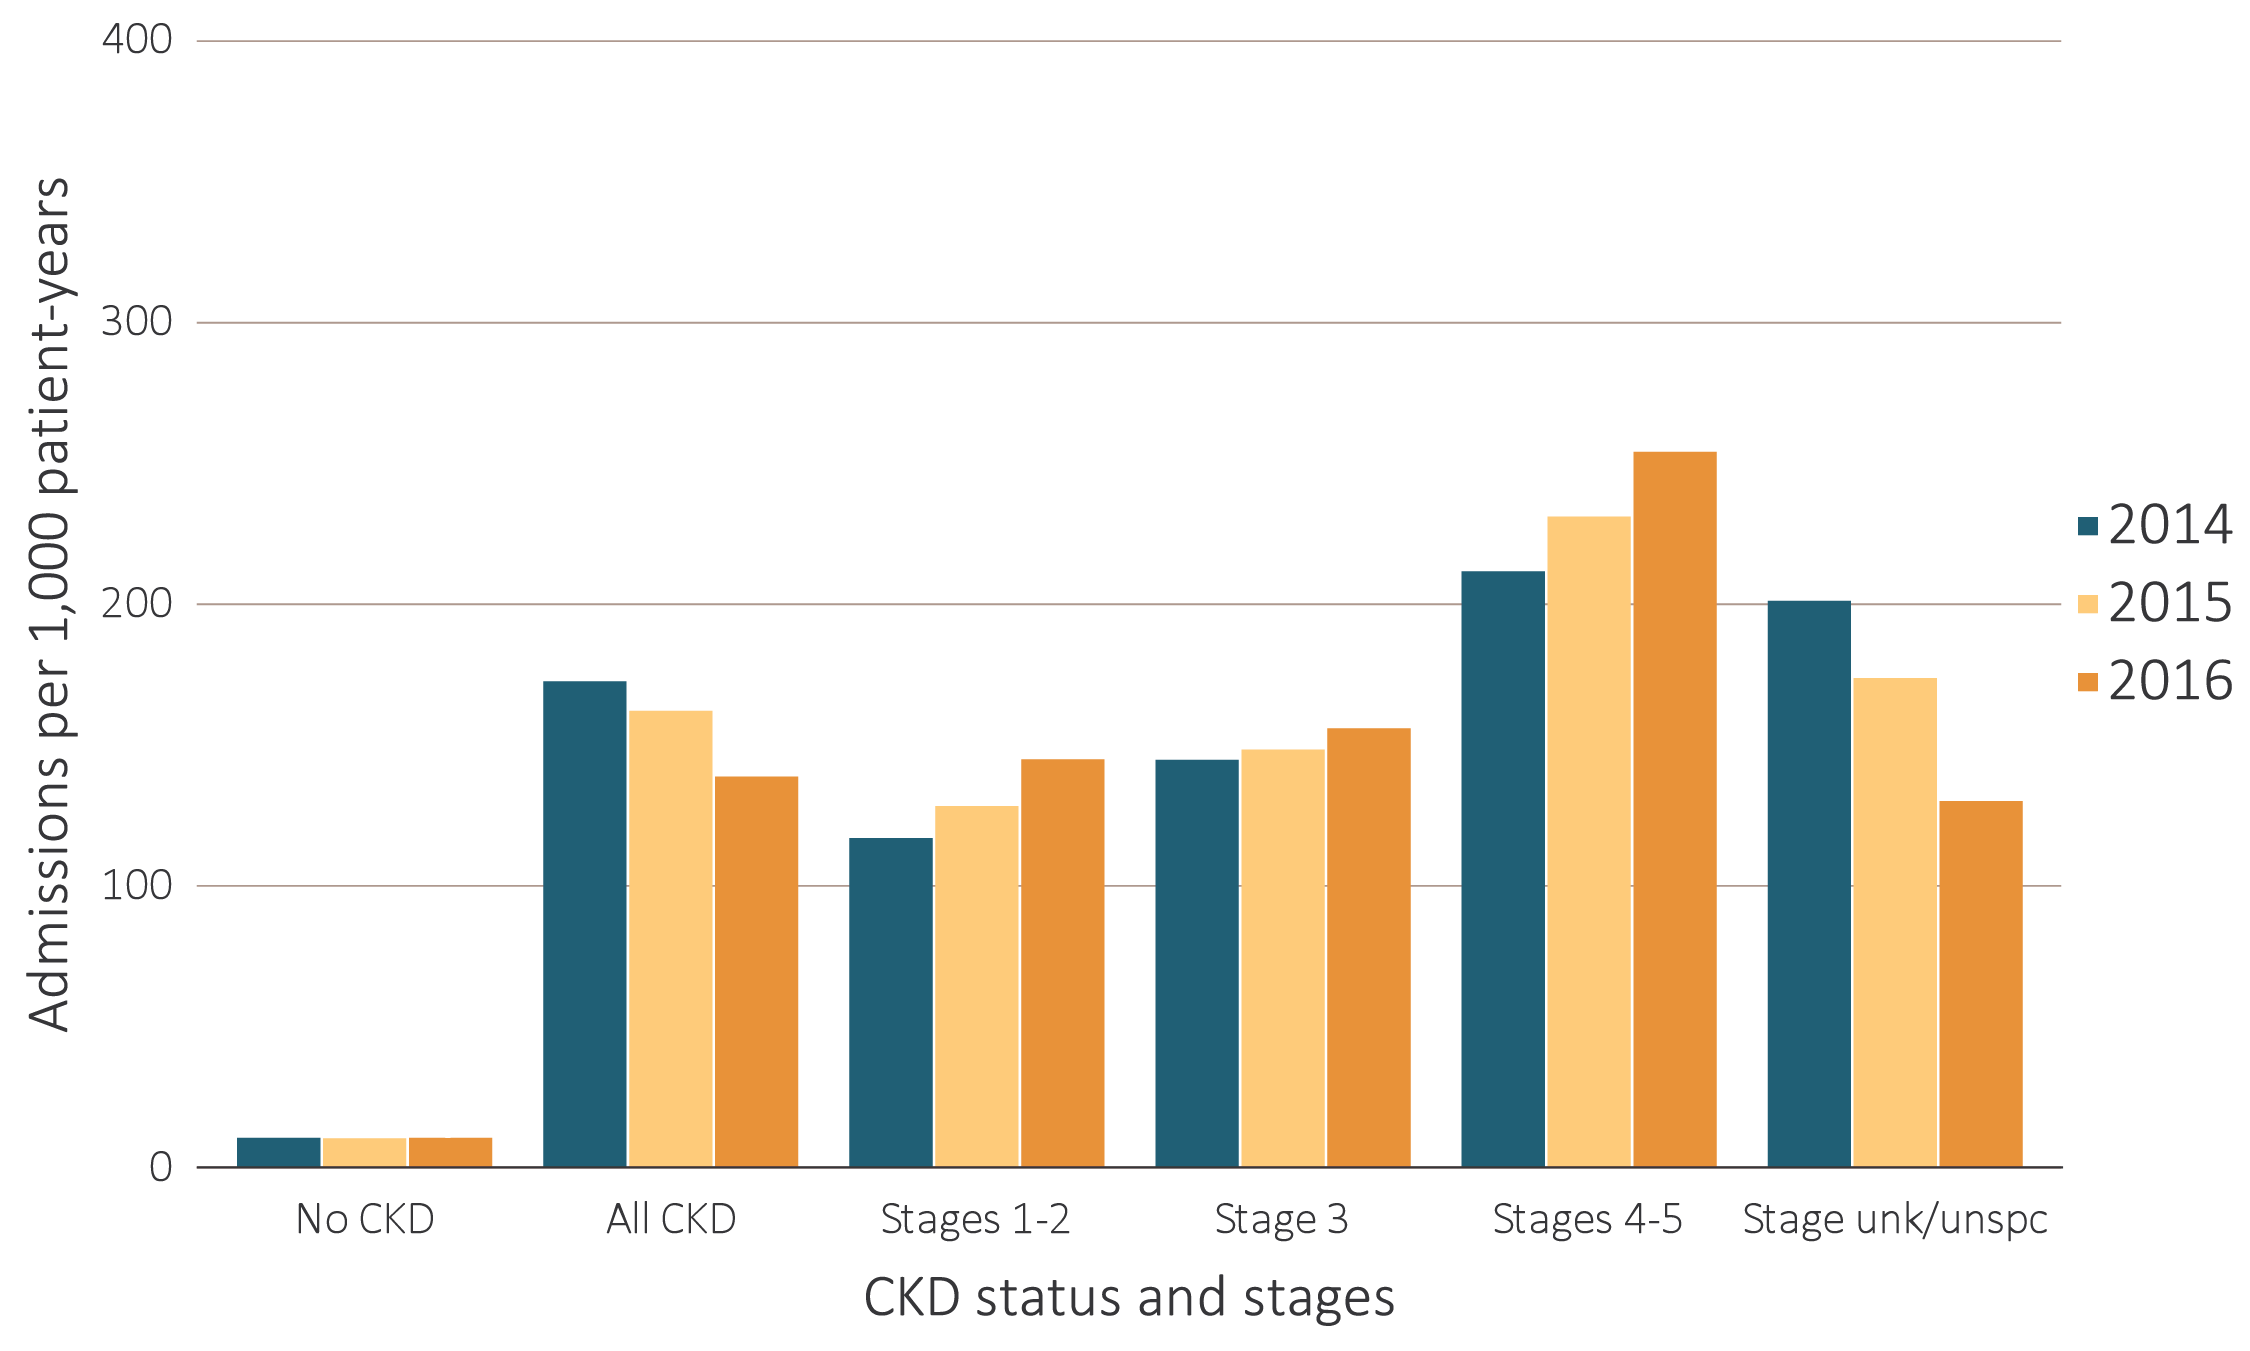 Admissions per 1,000 patient-years
400
300
200
100
0
No CKD
All CKD
Stages 1-2
Stage 3
Stages 4-5
Stage unk/unspc
CKD status and stages
2014
2015
2016